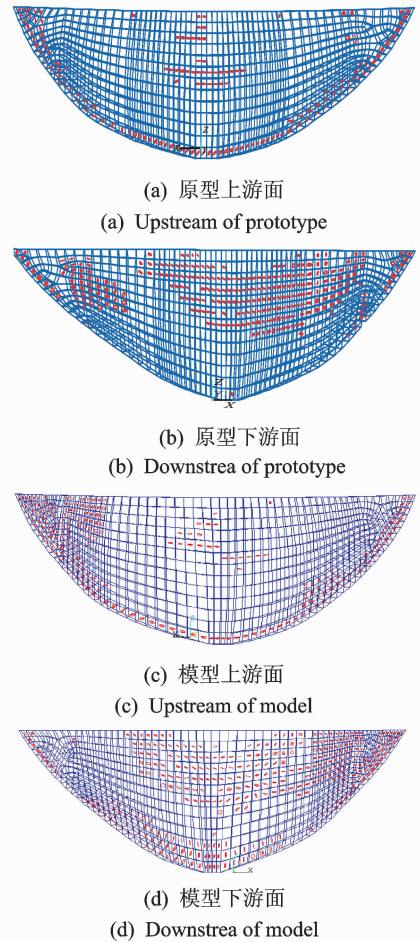 Z
(a) 原型上游面
(a) Upstream of prototype
Z
Y
X
(b) 原型下游面
(b) Downstrea of prototype
(c) 模型上游面
(c) Upstream of model
X
(d) 模型下游面
(d) Downstrea of model